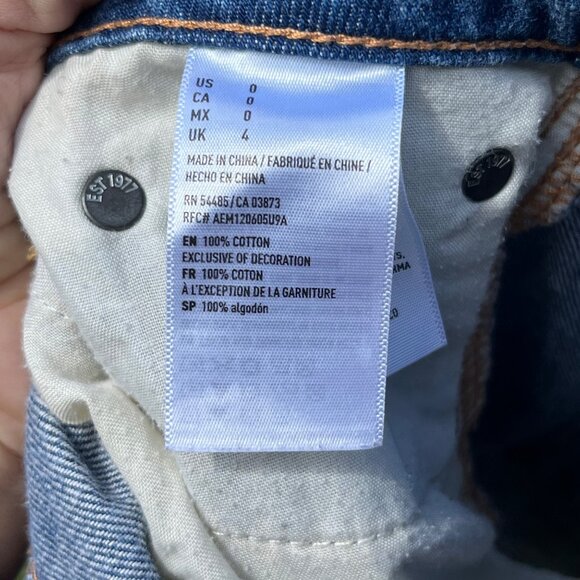 US 0
CA 0
MX 0
UK 4
MADE IN CHINA / FABRIQUÉ EN CHINE /
HECHO EN CHINA
RN 54485 / CA 03873
RFC# AEM120605U9A
EN 100% COTTON
EXCLUSIVE OF DECORATION
FR 100% COTON
À L'EXCEPTION DE LA GARNITURE
SP 100% algodón
EST 1977
EST 1977